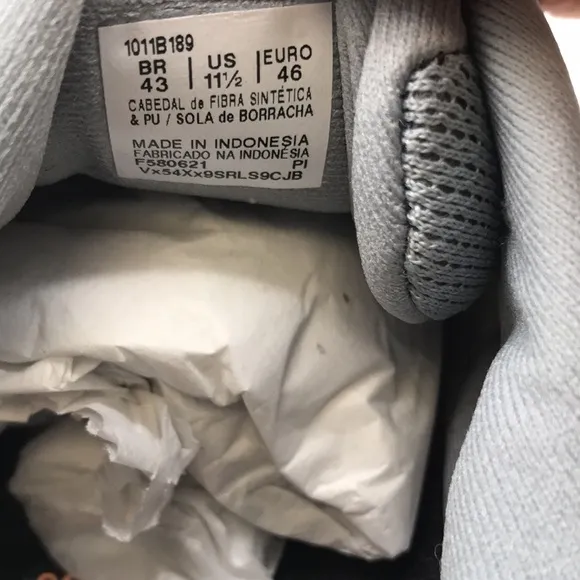 1011B189
BR | US | EURO
43 | 11½ | 46
CABEDAL de FIBRA SINTÉTICA
& PU / SOLA de BORRACHA
MADE IN INDONESIA
FABRICADO NA INDONÉSIA
F580621 PI
Vx54Xx9SRLS9CJB